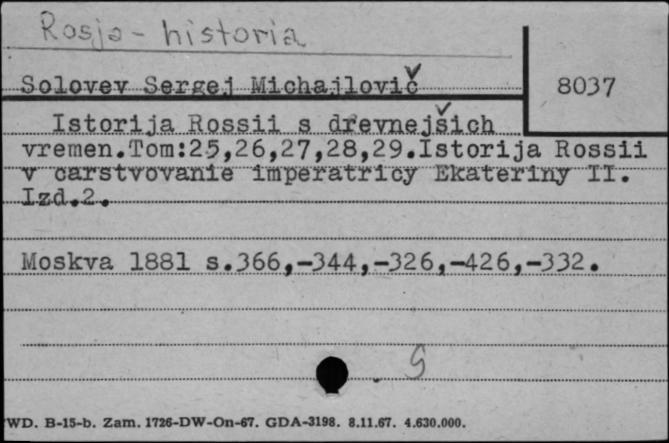 Rosja - historia
Solovev Sergej Michajlovič
8037
Istorija Rossii s drevnejšich
vremen.Tom:25,26,27,28,29.Istorija Rossii
v carstvovanie imperatricy Ekateriny II.
Izd.2.
Moskva 1881 s.366,-344,-326,-426,-332.
G
WD. B-15-b. Zam. 1726-DW-On-67. GDA-3198. 8.11.67. 4.630.000.